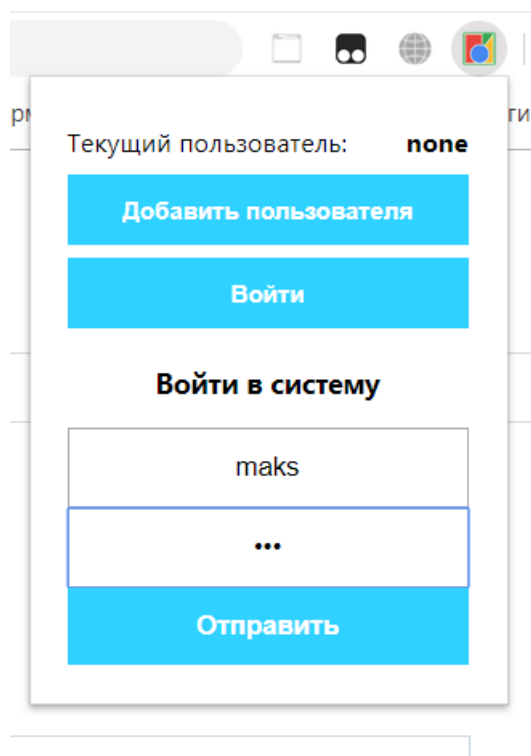 Текущий пользователь: none
Добавить пользователя
Войти
Войти в систему
maks
•••
Отправить